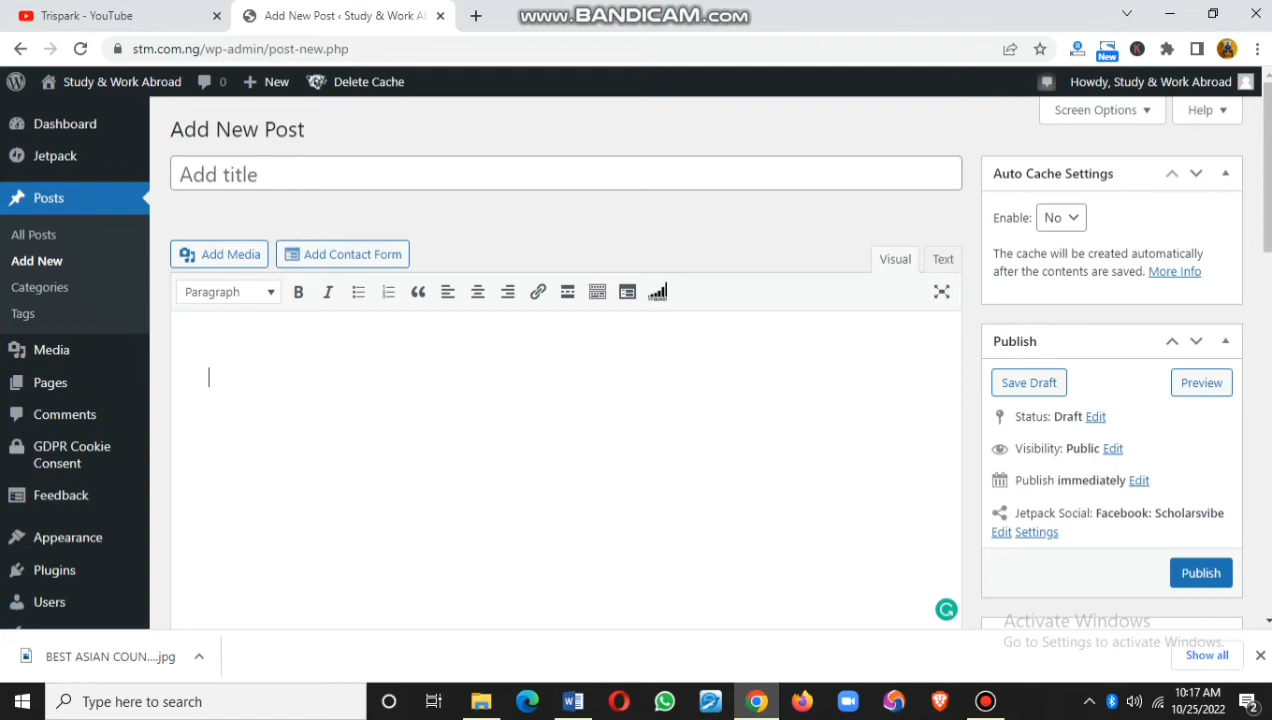 Trispark - YouTube
Add New Post ‹ Study & Work Ab
www.BANDICAM.com
stm.com.ng/wp-admin/post-new.php
New
Study & Work Abroad
0
New
Delete Cache
Howdy, Study & Work Abroad
Dashboard
Jetpack
Posts
All Posts
Add New
Categories
Tags
Media
Pages
Comments
GDPR Cookie
Consent
Feedback
Appearance
Plugins
Users
Add New Post
Screen Options
Help
Add title
Add Media
Add Contact Form
Visual
Text
Paragraph
B
I
Auto Cache Settings
Enable: No
The cache will be created automatically
after the contents are saved. More Info
Publish
Save Draft
Preview
Status: Draft Edit
Visibility: Public Edit
Publish immediately Edit
Jetpack Social: Facebook: Scholarsvibe
Edit Settings
Publish
Activate Windows
Go to Settings to activate Windows.
BEST ASIAN COUN....jpg
Show all
Type here to search
10:17 AM
10/25/2022
2